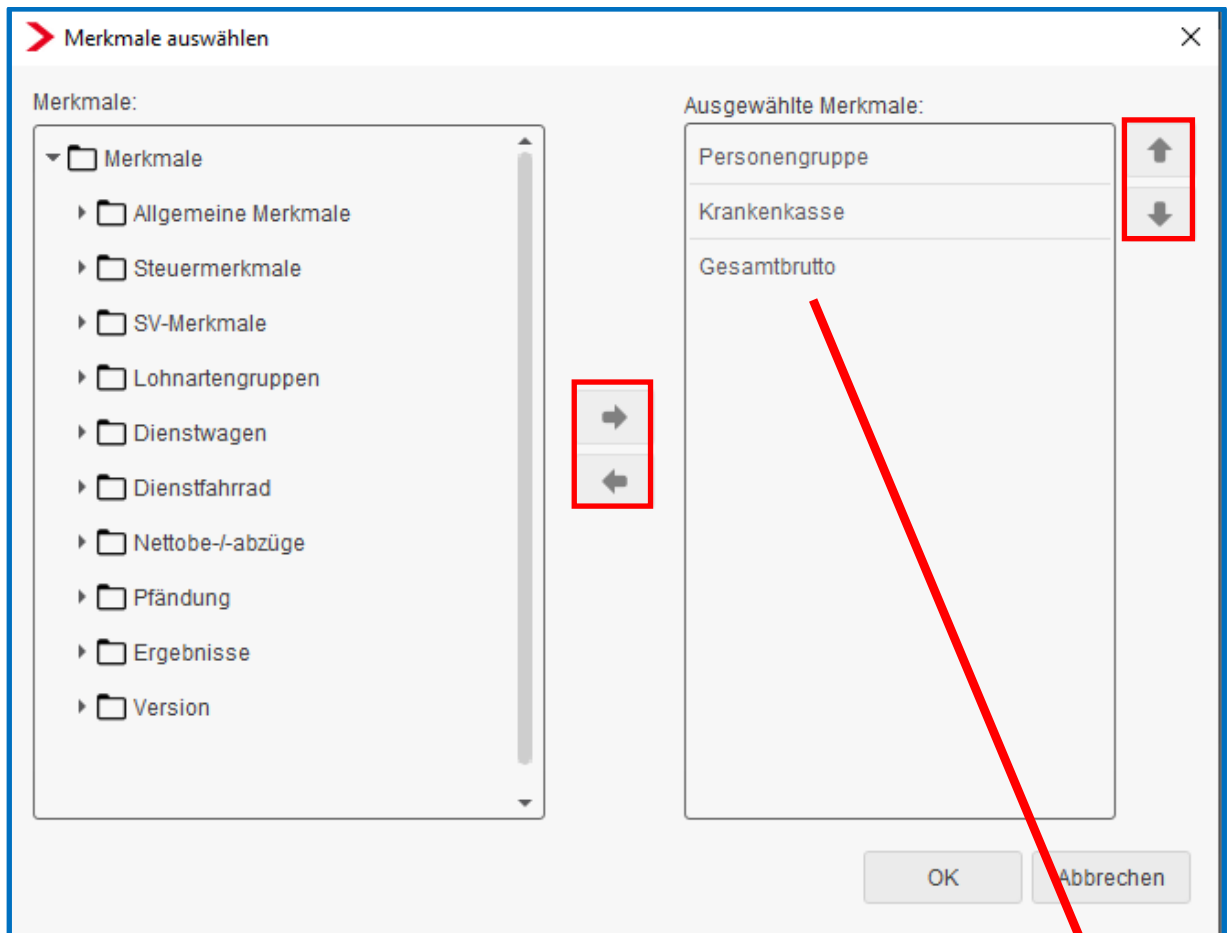 Merkmale auswählen
Merkmale:
Merkmale
Allgemeine Merkmale
Steuermerkmale
SV-Merkmale
Lohnartengruppen
Dienstwagen
Dienstfahrrad
Nettobe-/-abzüge
Pfändung
Ergebnisse
Version
Ausgewählte Merkmale:
Personengruppe
Krankenkasse
Gesamtbrutto
OK
Abbrechen